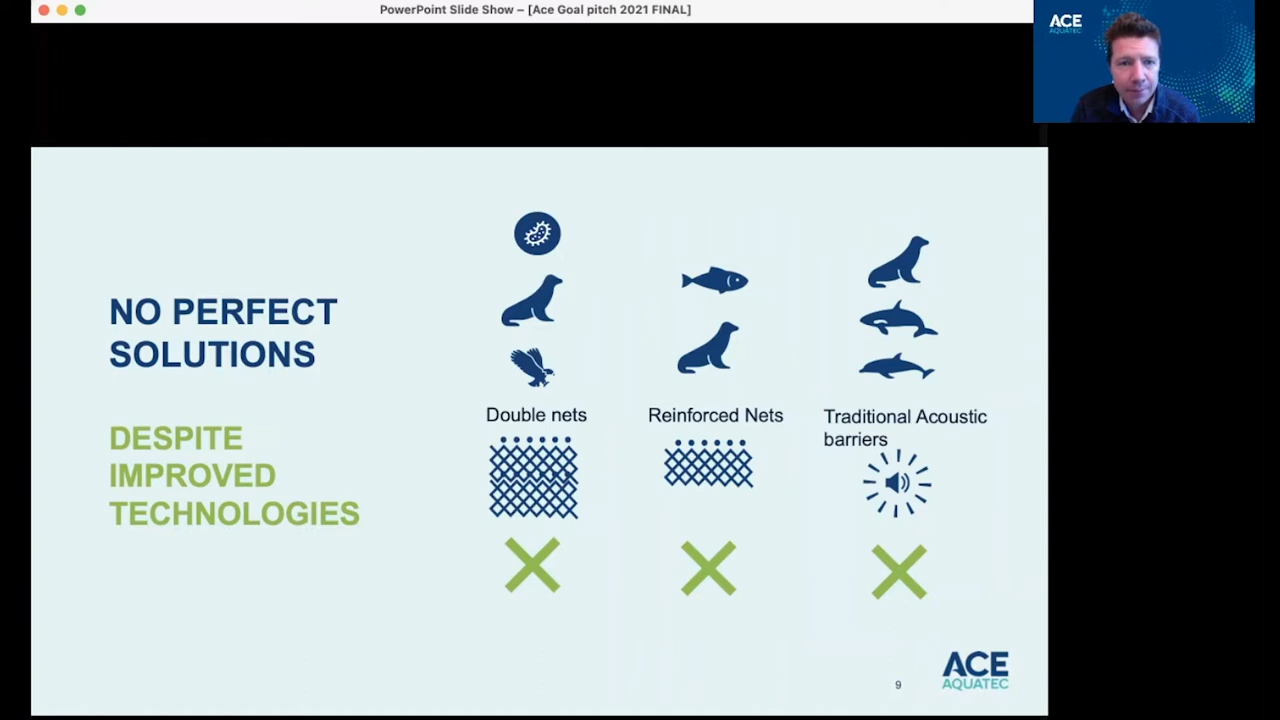 PowerPoint Slide Show – [Ace Goal pitch 2021 FINAL]
ACE
AQUATEC
NO PERFECT
SOLUTIONS
DESPITE
IMPROVED
TECHNOLOGIES
Double nets
Reinforced Nets
Traditional Acoustic
barriers
9
ACE
AQUATEC